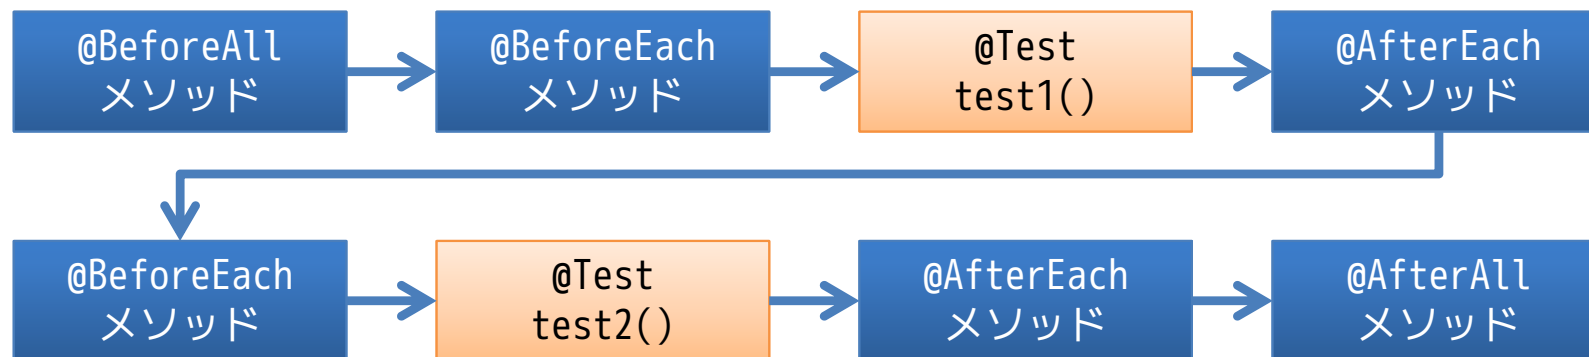 @BeforeAll
メソッド
@BeforeEach
メソッド
@Test
test1()
@AfterEach
メソッド
@BeforeEach
メソッド
@Test
test2()
@AfterEach
メソッド
@AfterAll
メソッド